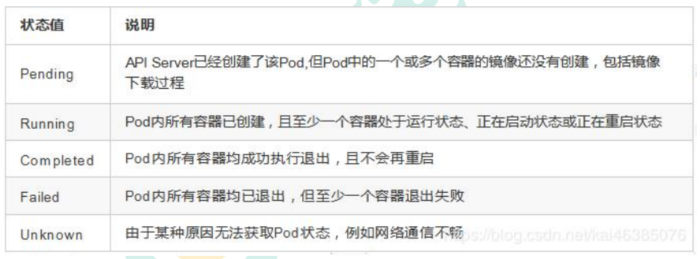 状态值 说明
Pending API Server已经创建了该Pod,但Pod中的一个或多个容器的镜像还没有创建，包括镜像
下载过程
Running Pod内所有容器已创建，且至少一个容器处于运行状态、正在启动状态或正在重启状态
Completed Pod内所有容器均成功执行退出，且不会再重启
Failed Pod内所有容器均已退出，但至少一个容器退出失败
Unknown 由于某种原因无法获取Pod状态，例如网络通信不畅
https://blog.csdn.net/kai46385076